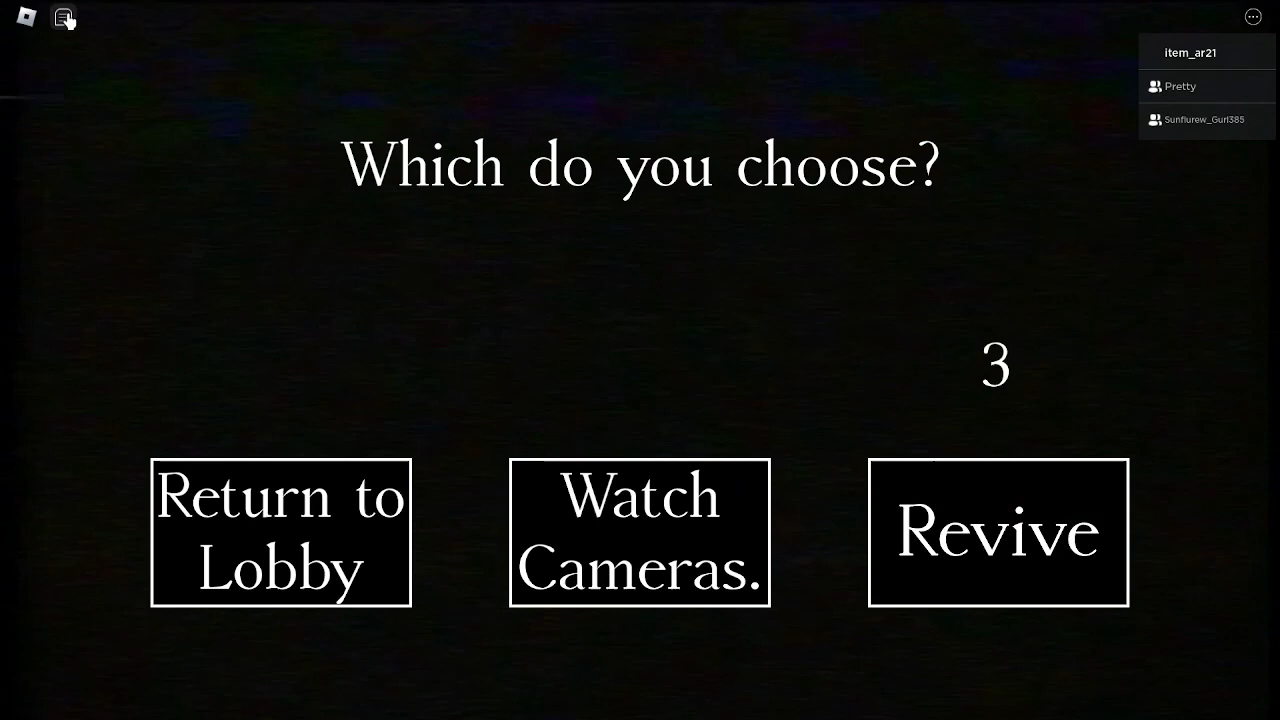 item_ar21
Pretty
Sunflurew_Gurl385
Which do you choose?
3
Return to
Lobby
Watch
Cameras.
Revive